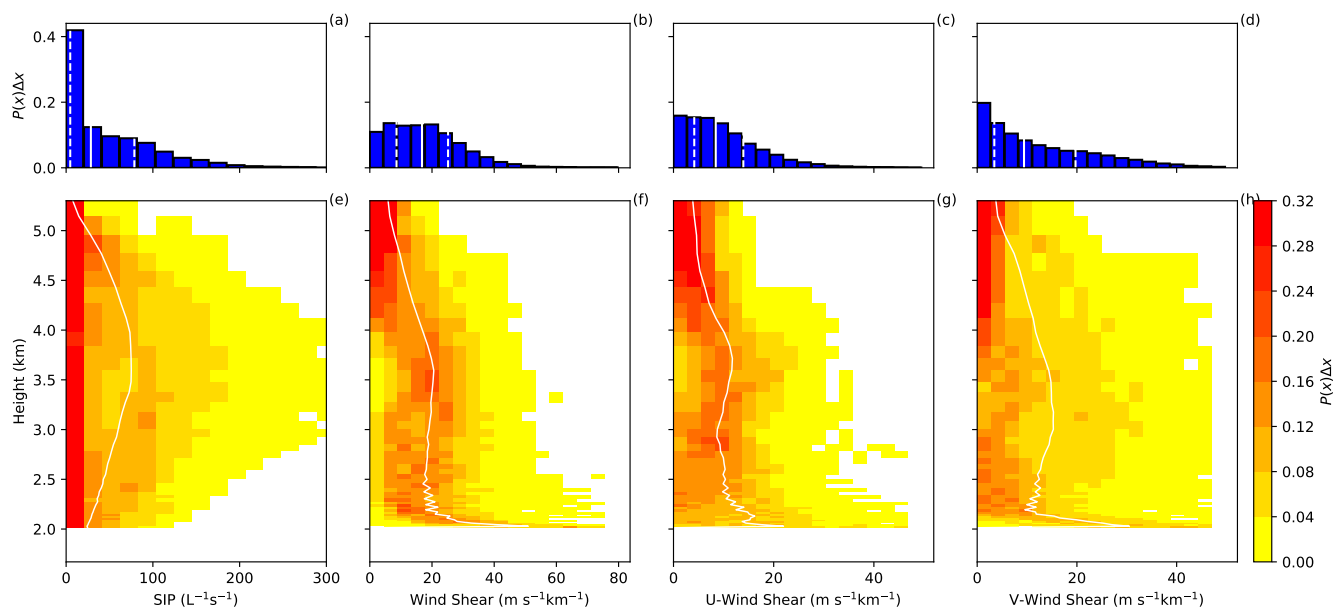 (a) (b) (c) (d)
0.4
0.2
0.0
P(x)Δx
(e) (f) (g) (h)
5.0
4.5
4.0
3.5
3.0
2.5
2.0
Height (km)
0 100 200 300
0 20 40 60 80
0 20 40
0 20 40
SIP (L⁻¹s⁻¹)
Wind Shear (m s⁻¹km⁻¹)
U-Wind Shear (m s⁻¹km⁻¹)
V-Wind Shear (m s⁻¹km⁻¹)
0.32
0.28
0.24
0.20
0.16
0.12
0.08
0.04
0.00
P(x)Δx